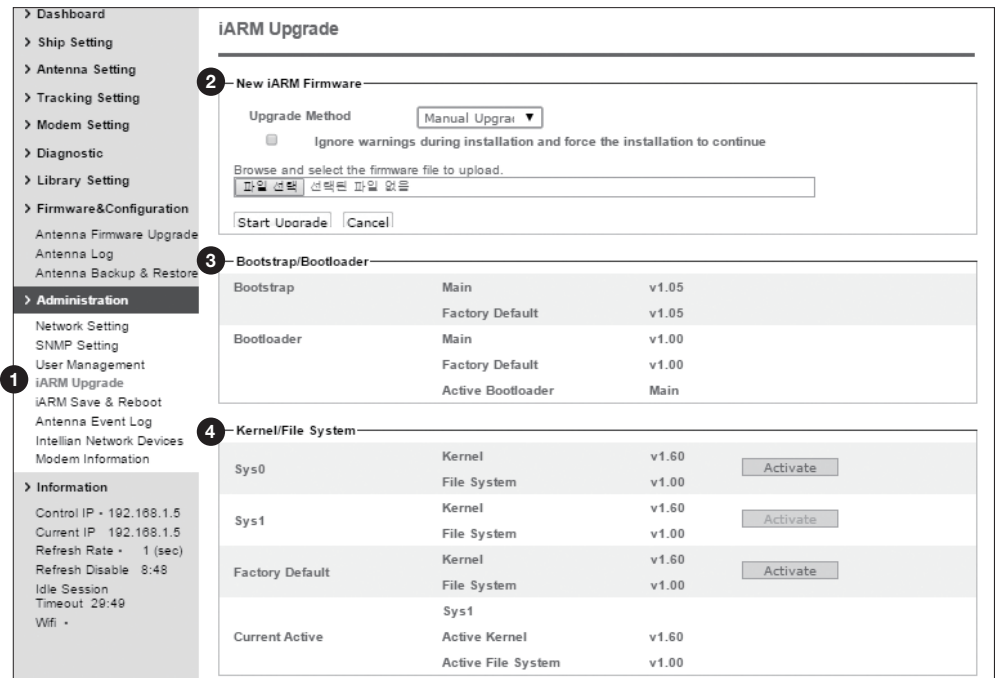 > Dashboard
> Ship Setting
> Antenna Setting
> Tracking Setting
> Modem Setting
> Diagnostic
> Library Setting
> Firmware&Configuration
Antenna Firmware Upgrade
Antenna Log
Antenna Backup & Restore
> Administration
Network Setting
SNMP Setting
User Management
1 iARM Upgrade
iARM Save & Reboot
Antenna Event Log
Intellian Network Devices
Modem Information
> Information
Control IP • 192.168.1.5
Current IP 192.168.1.5
Refresh Rate • 1 (sec)
Refresh Disable 8:48
Idle Session
Timeout 29:49
Wifi •
iARM Upgrade
2 New iARM Firmware
Upgrade Method Manual Upgrac ▼
Ignore warnings during installation and force the installation to continue
Browse and select the firmware file to upload.
파일 선택 선택된 파일 없음
Start Upgrade Cancel
3 Bootstrap/Bootloader
Bootstrap Main v1.05
Factory Default v1.05
Bootloader Main v1.00
Factory Default v1.00
Active Bootloader Main
4 Kernel/File System
Sys0 Kernel v1.60 Activate
File System v1.00
Sys1 Kernel v1.60 Activate
File System v1.00
Factory Default Kernel v1.60 Activate
File System v1.00
Current Active Sys1
Active Kernel v1.60
Active File System v1.00